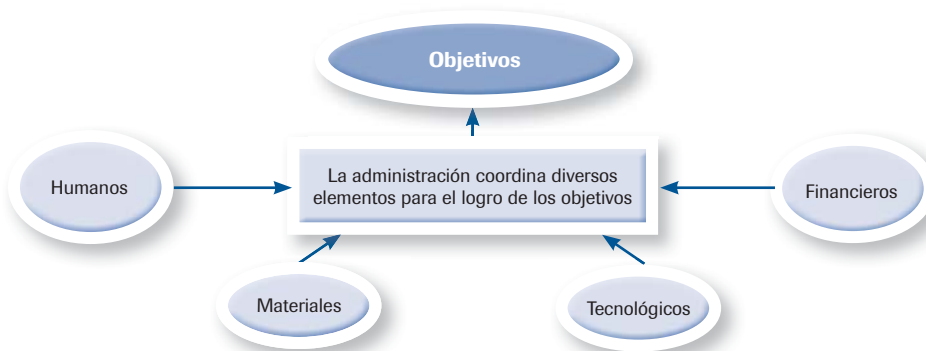 Objetivos
La administración coordina diversos
elementos para el logro de los objetivos
Humanos
Financieros
Materiales
Tecnológicos